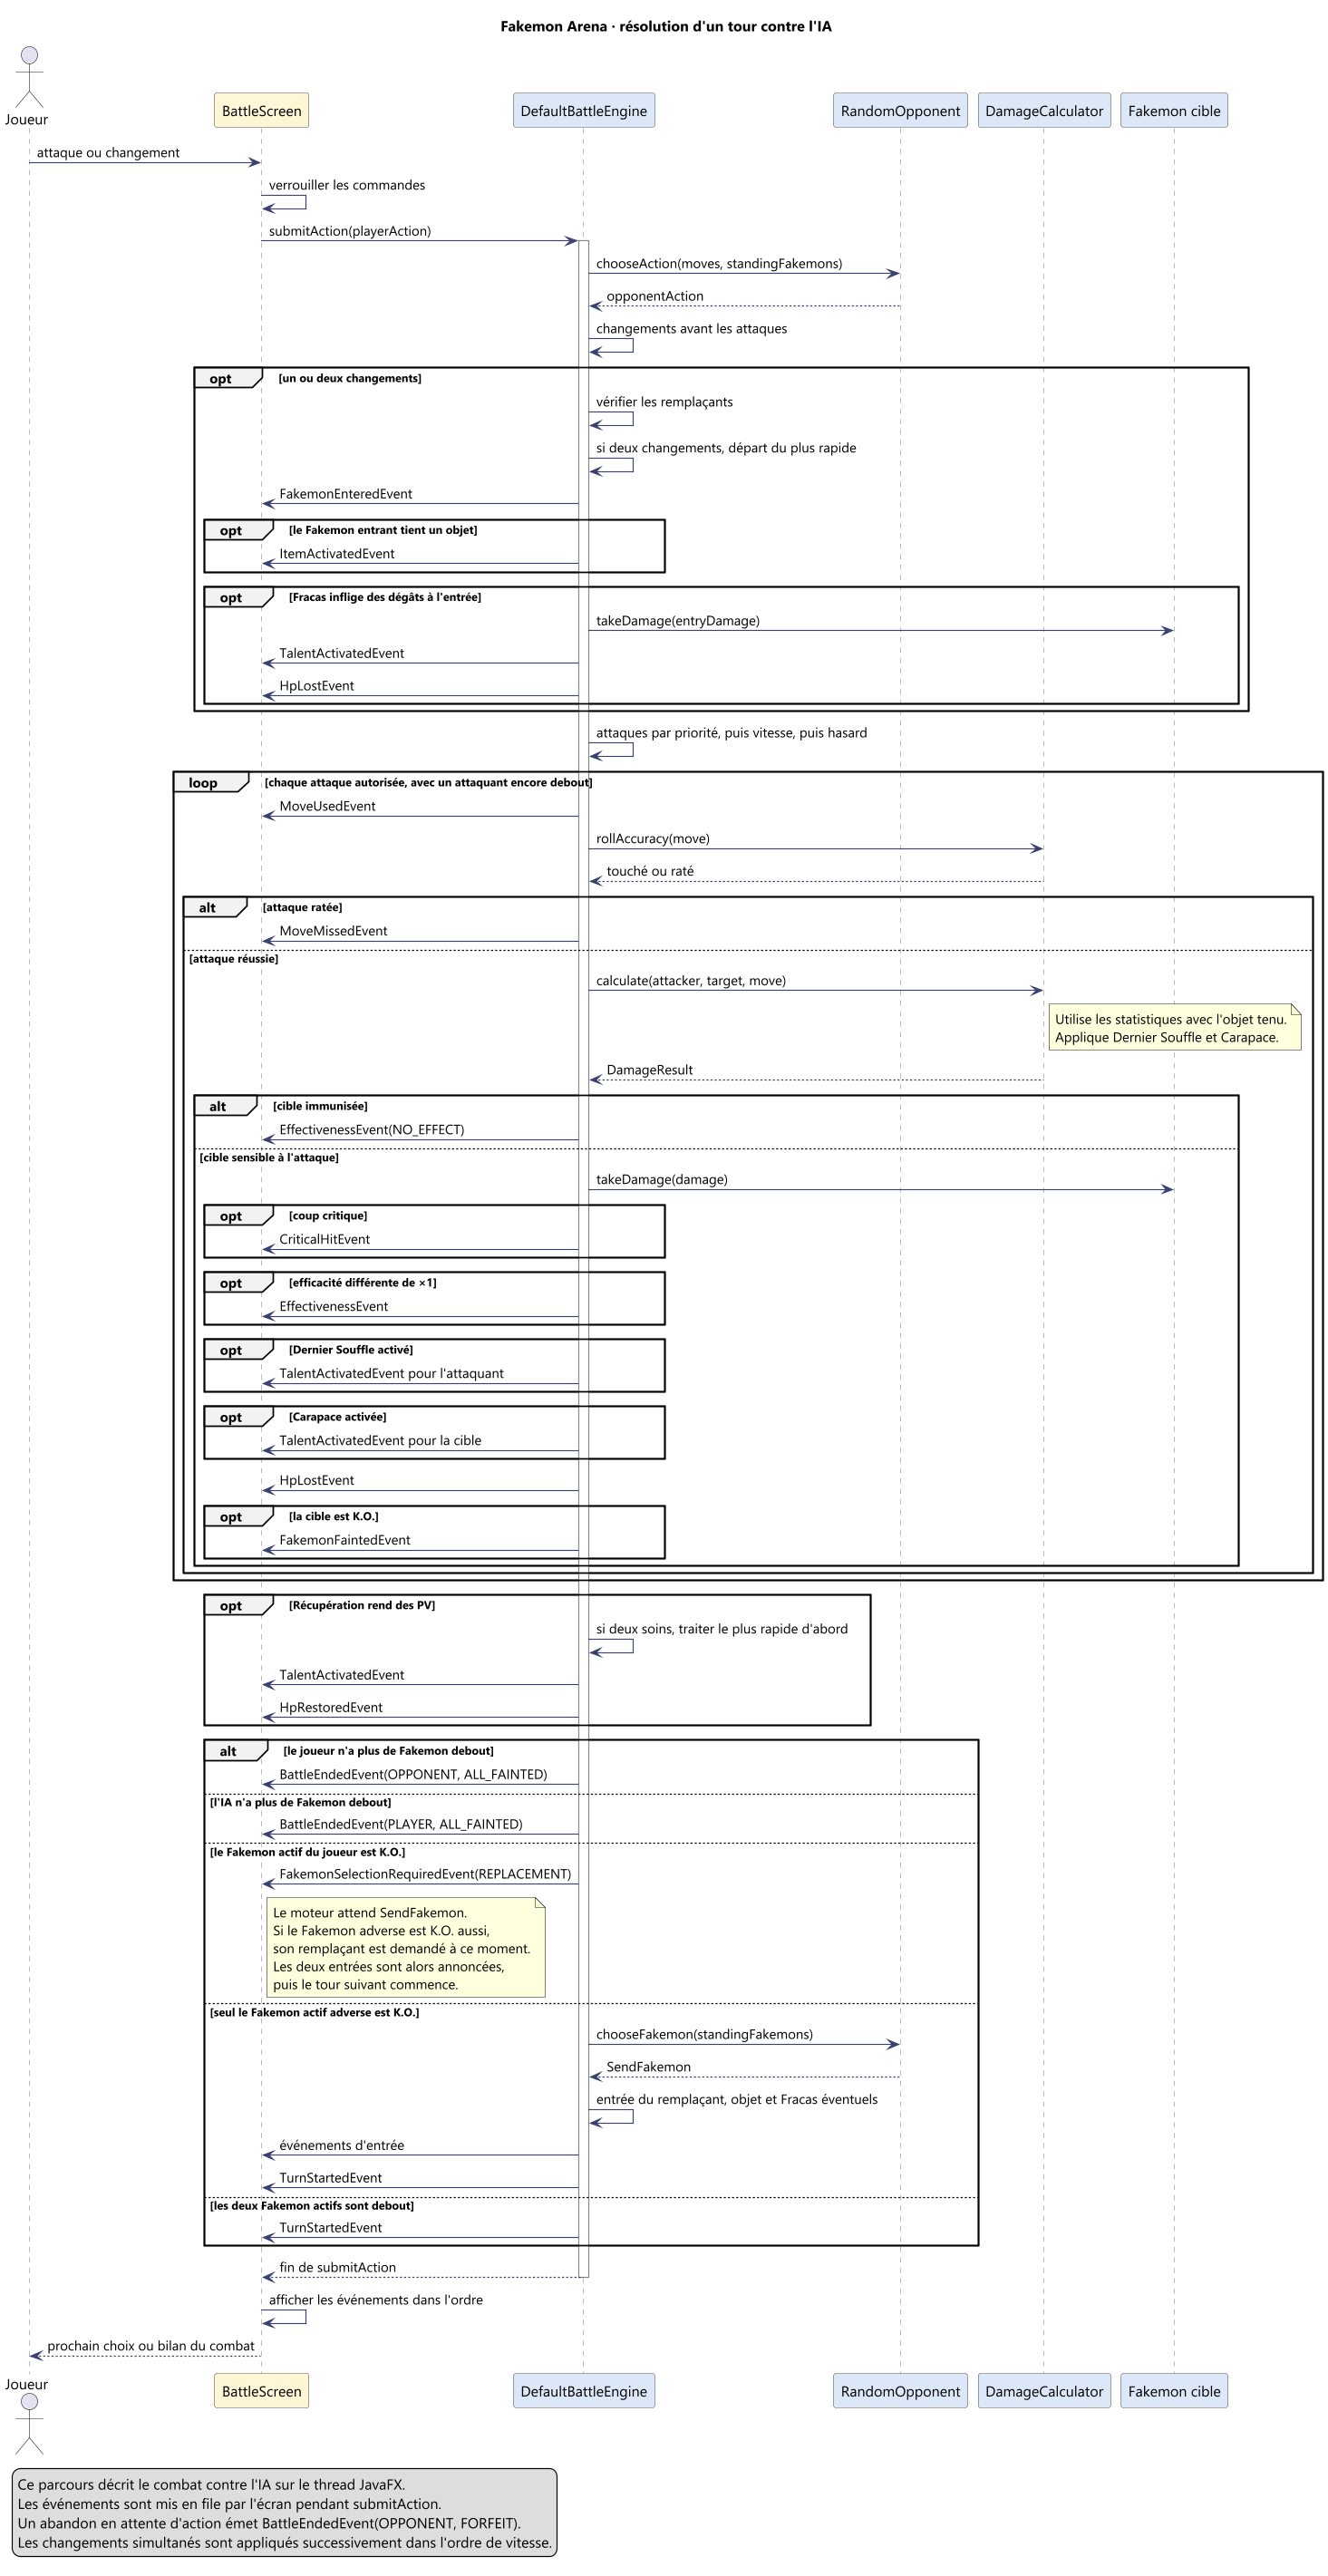 Fakemon Arena · résolution d'un tour contre l'IA
Joueur
BattleScreen
DefaultBattleEngine
RandomOpponent
DamageCalculator
Fakemon cible
attaque ou changement
verrouiller les commandes
submitAction(playerAction)
chooseAction(moves, standingFakemons)
opponentAction
changements avant les attaques
opt
[un ou deux changements]
vérifier les remplaçants
si deux changements, départ du plus rapide
FakemonEnteredEvent
opt
[le Fakemon entrant tient un objet]
ItemActivatedEvent
opt
[Fracas inflige des dégâts à l'entrée]
takeDamage(entryDamage)
TalentActivatedEvent
HpLostEvent
attaques par priorité, puis vitesse, puis hasard
loop
[chaque attaque autorisée, avec un attaquant encore debout]
MoveUsedEvent
rollAccuracy(move)
touché ou raté
alt
[attaque ratée]
MoveMissedEvent
[attaque réussie]
calculate(attacker, target, move)
Utilise les statistiques avec l'objet tenu.
Applique Dernier Souffle et Carapace.
DamageResult
alt
[cible immunisée]
EffectivenessEvent(NO_EFFECT)
[cible sensible à l'attaque]
takeDamage(damage)
opt
[coup critique]
CriticalHitEvent
opt
[efficacité différente de ×1]
EffectivenessEvent
opt
[Dernier Souffle activé]
TalentActivatedEvent pour l'attaquant
opt
[Carapace activée]
TalentActivatedEvent pour la cible
HpLostEvent
opt
[la cible est K.O.]
FakemonFaintedEvent
opt
[Récupération rend des PV]
si deux soins, traiter le plus rapide d'abord
TalentActivatedEvent
HpRestoredEvent
alt
[le joueur n'a plus de Fakemon debout]
BattleEndedEvent(OPPONENT, ALL_FAINTED)
[l'IA n'a plus de Fakemon debout]
BattleEndedEvent(PLAYER, ALL_FAINTED)
[le Fakemon actif du joueur est K.O.]
FakemonSelectionRequiredEvent(REPLACEMENT)
Le moteur attend SendFakemon.
Si le Fakemon adverse est K.O. aussi,
son remplaçant est demandé à ce moment.
Les deux entrées sont alors annoncées,
puis le tour suivant commence.
[seul le Fakemon actif adverse est K.O.]
chooseFakemon(standingFakemons)
SendFakemon
entrée du remplaçant, objet et Fracas éventuels
événements d'entrée
TurnStartedEvent
[les deux Fakemon actifs sont debout]
TurnStartedEvent
fin de submitAction
afficher les événements dans l'ordre
prochain choix ou bilan du combat
Joueur
BattleScreen
DefaultBattleEngine
RandomOpponent
DamageCalculator
Fakemon cible
Ce parcours décrit le combat contre l'IA sur le thread JavaFX.
Les événements sont mis en file par l'écran pendant submitAction.
Un abandon en attente d'action émet BattleEndedEvent(OPPONENT, FORFEIT).
Les changements simultanés sont appliqués successivement dans l'ordre de vitesse.